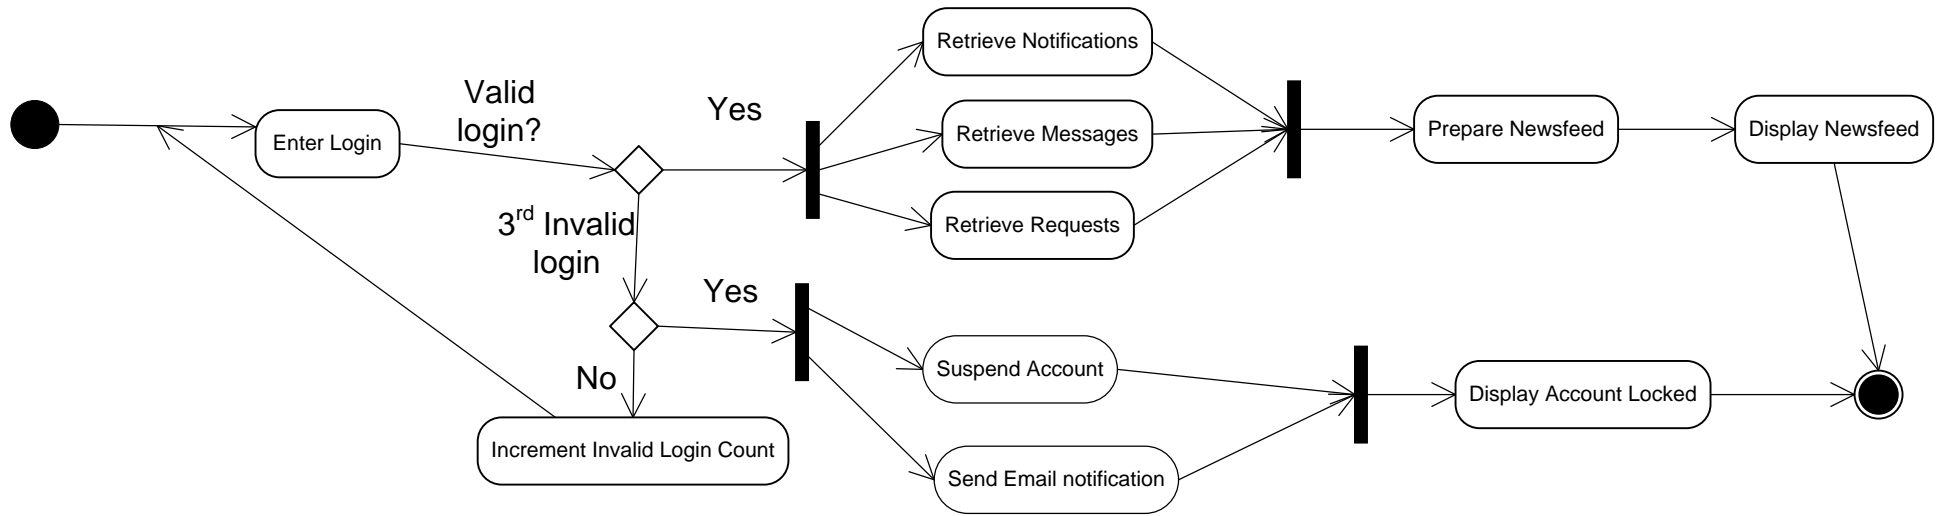 Retrieve Notifications
Valid
login?
Yes
Enter Login
Retrieve Messages
Prepare Newsfeed
Display Newsfeed
3rd Invalid
login
Retrieve Requests
Yes
No
Suspend Account
Display Account Locked
Increment Invalid Login Count
Send Email notification